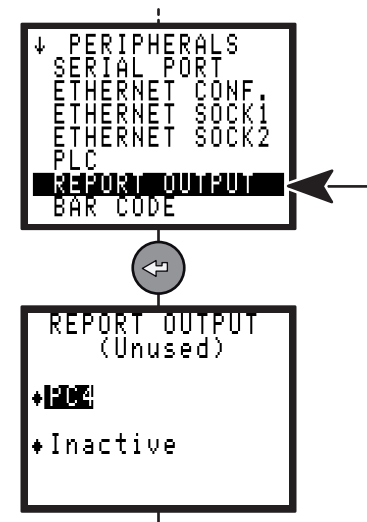 ↓ PERIPHERALS
SERIAL PORT
ETHERNET CONF.
ETHERNET SOCK1
ETHERNET SOCK2
PLC
REPORT OUTPUT
BAR CODE
REPORT OUTPUT
(Unused)
PC4
Inactive